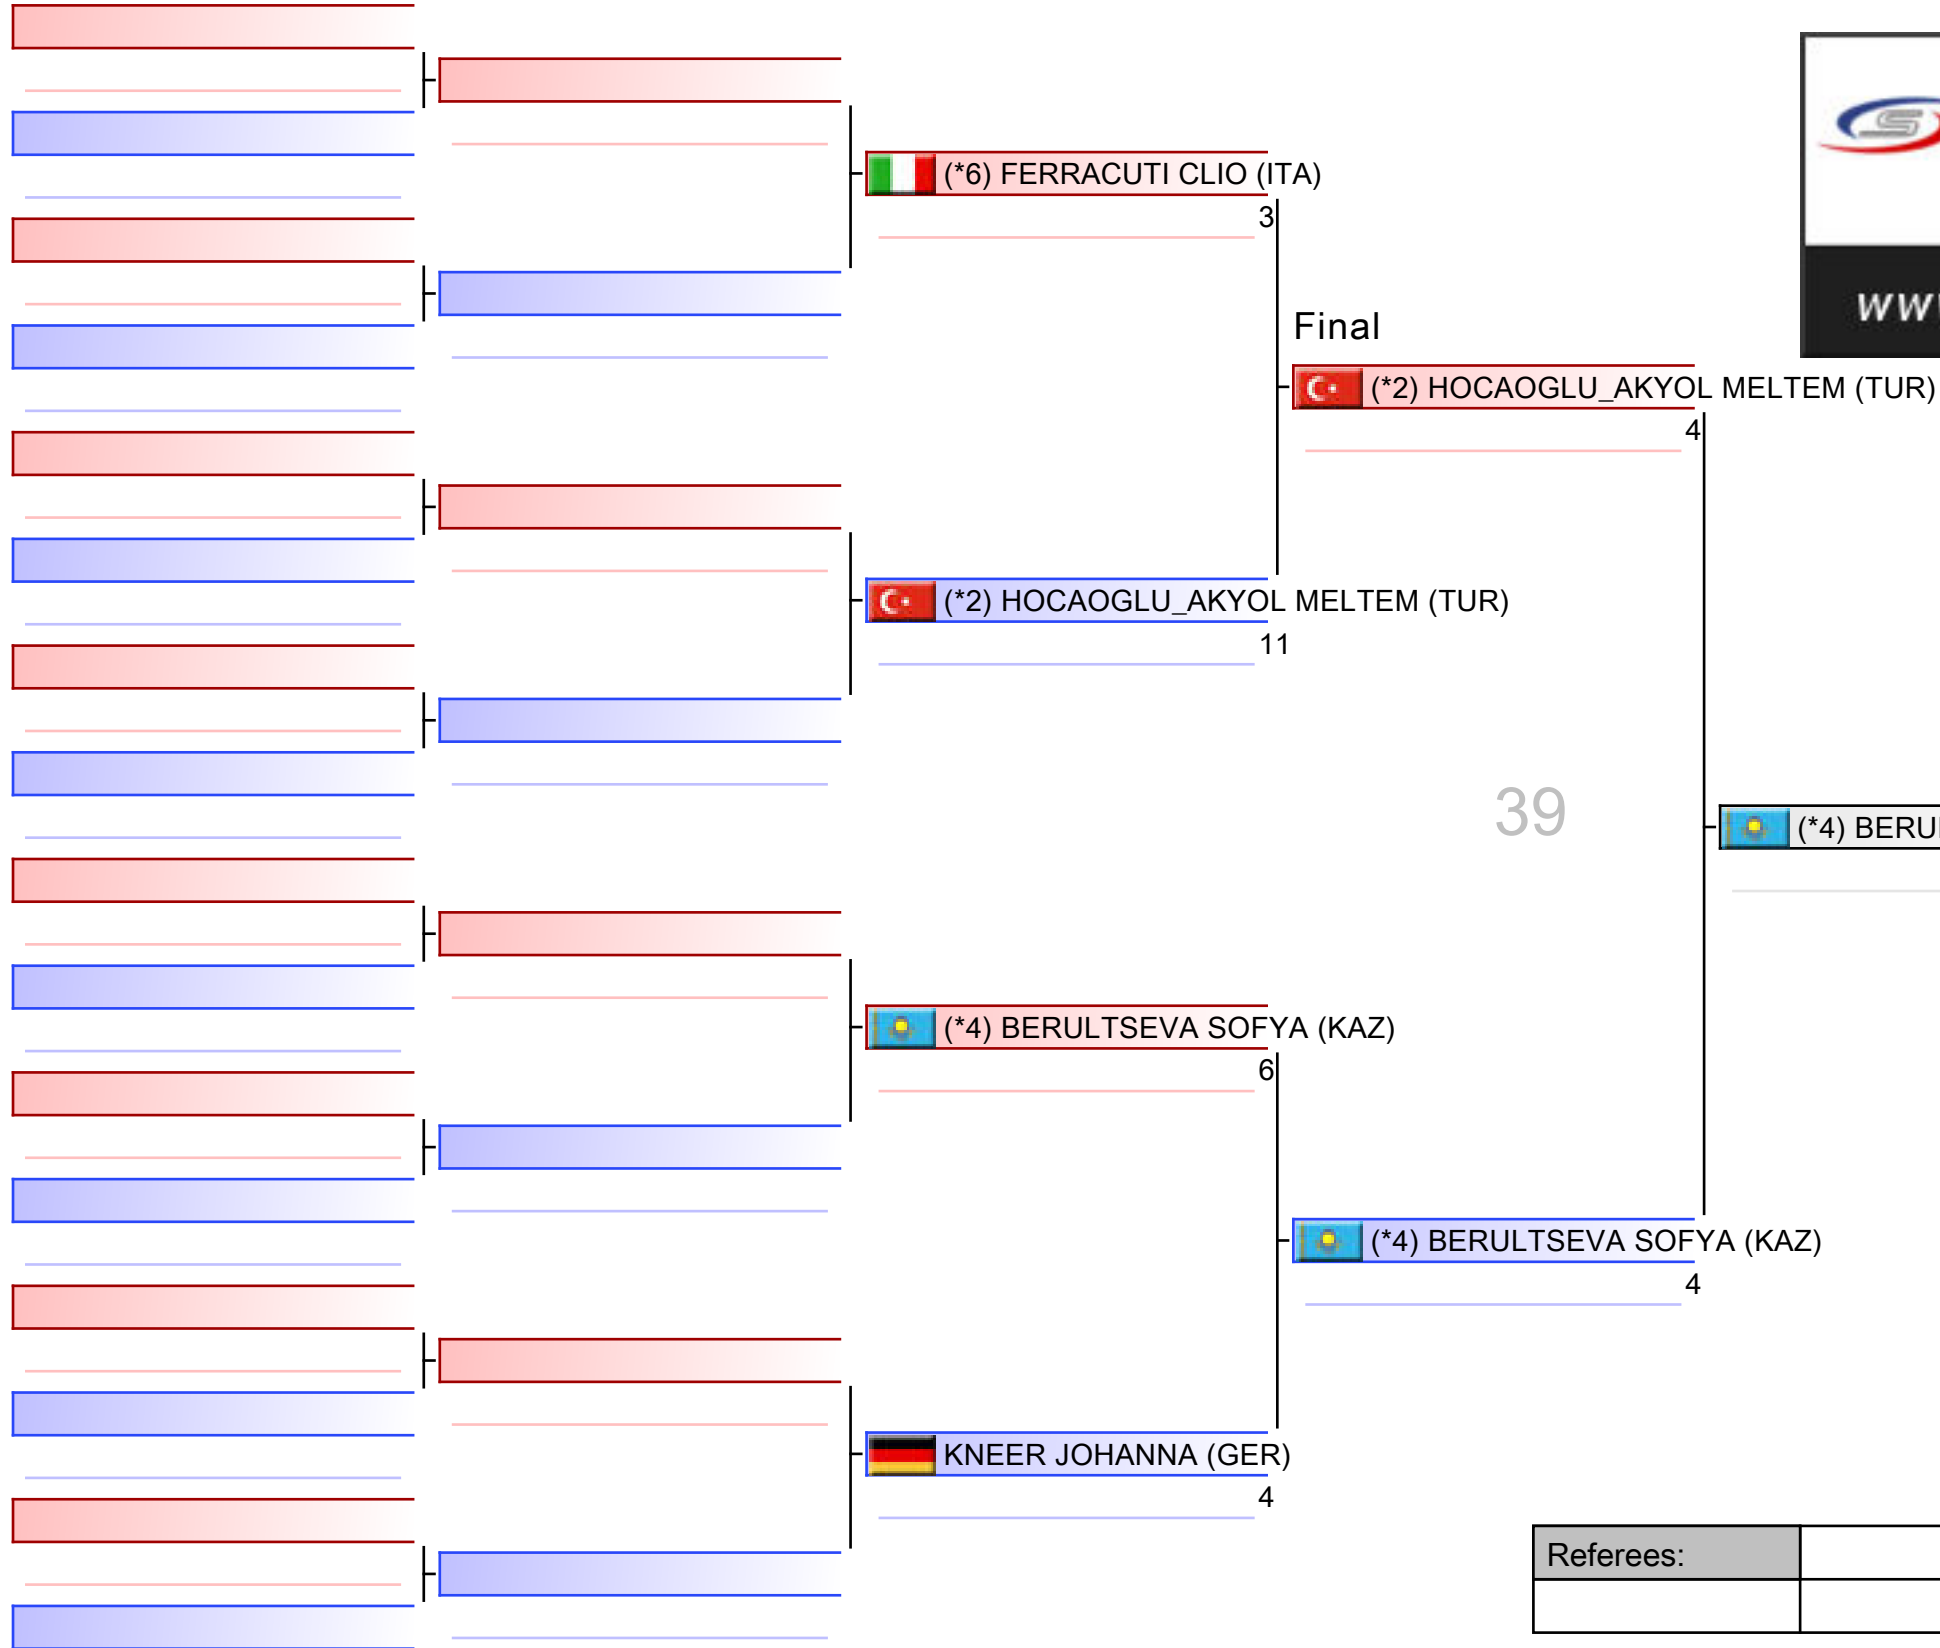 (*6) FERRACUTI CLIO (ITA)
3
Final
(*2) HOCAOGLU_AKYOL MELTEM (TUR)
4
(*2) HOCAOGLU_AKYOL MELTEM (TUR)
11
39
(*4) BERUL
(*4) BERULTSEVA SOFYA (KAZ)
6
(*4) BERULTSEVA SOFYA (KAZ)
4
KNEER JOHANNA (GER)
4
Referees: